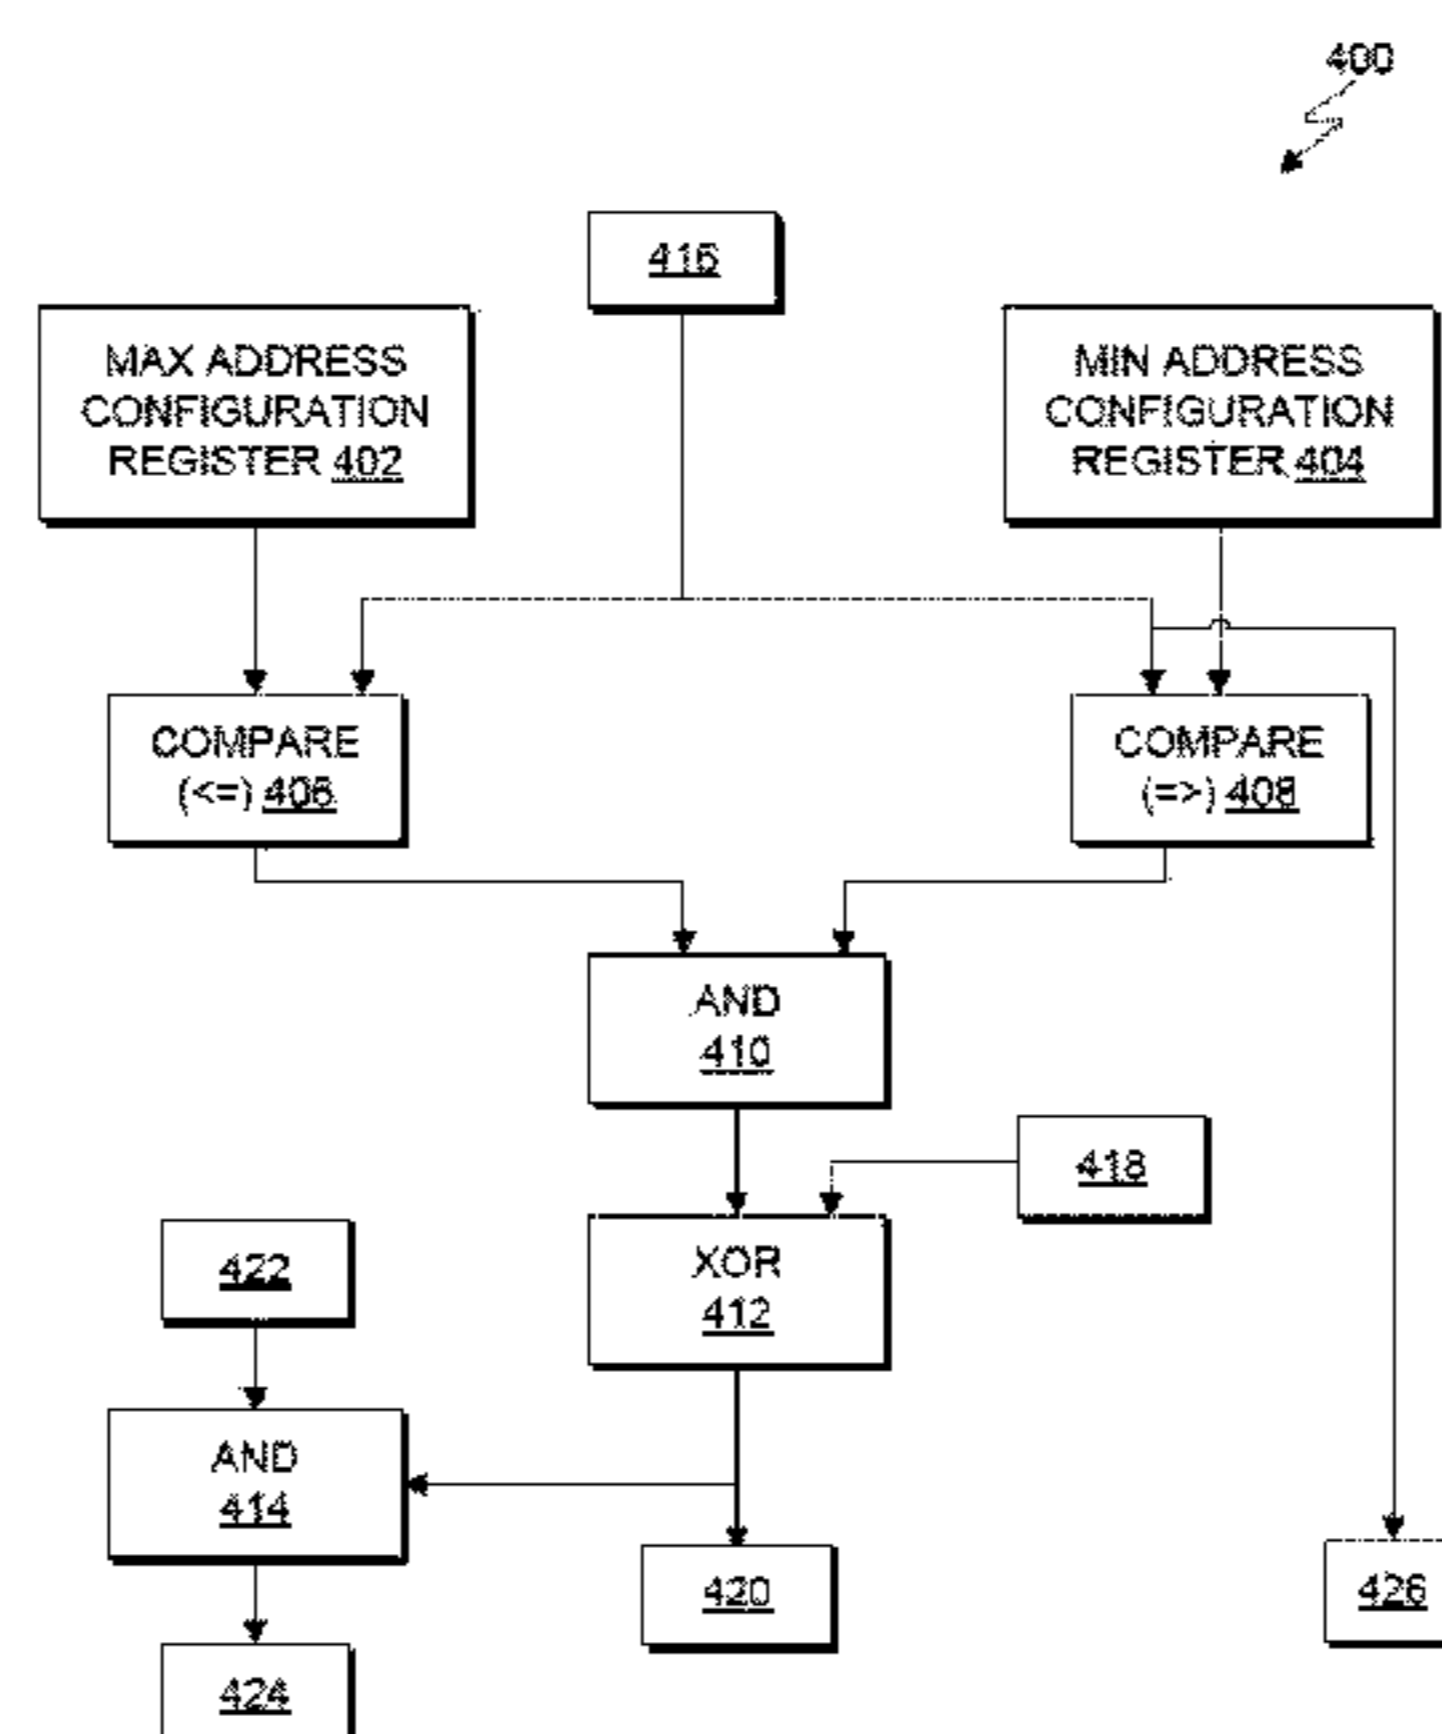 400
416
MAX ADDRESS
CONFIGURATION
REGISTER 402
MIN ADDRESS
CONFIGURATION
REGISTER 404
COMPARE
(<=) 406
COMPARE
(=>) 408
AND
410
418
XOR
412
422
AND
414
420
426
424